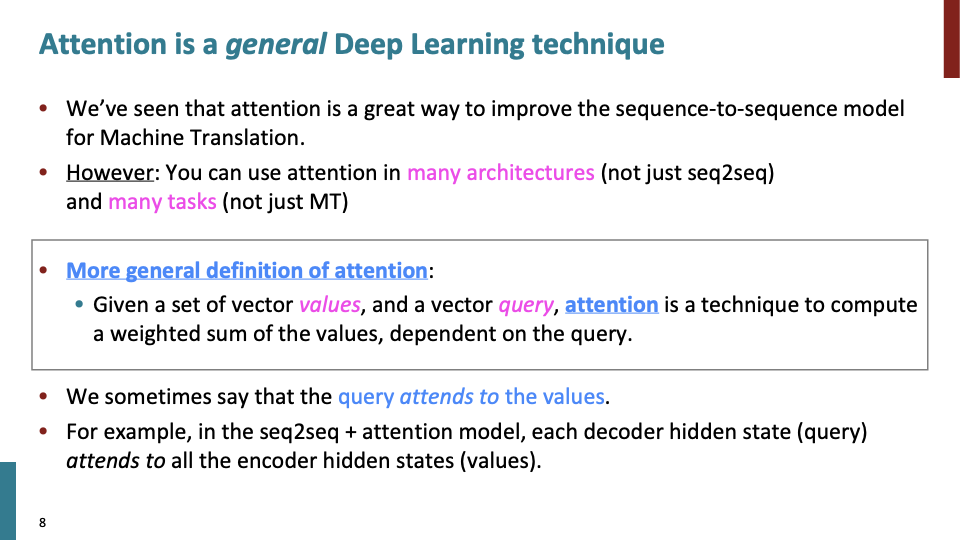 Attention is a general Deep Learning technique
• We’ve seen that attention is a great way to improve the sequence-to-sequence model
for Machine Translation.
• However: You can use attention in many architectures (not just seq2seq)
and many tasks (not just MT)
• More general definition of attention:
• Given a set of vector values, and a vector query, attention is a technique to compute
a weighted sum of the values, dependent on the query.
• We sometimes say that the query attends to the values.
• For example, in the seq2seq + attention model, each decoder hidden state (query)
attends to all the encoder hidden states (values).
8